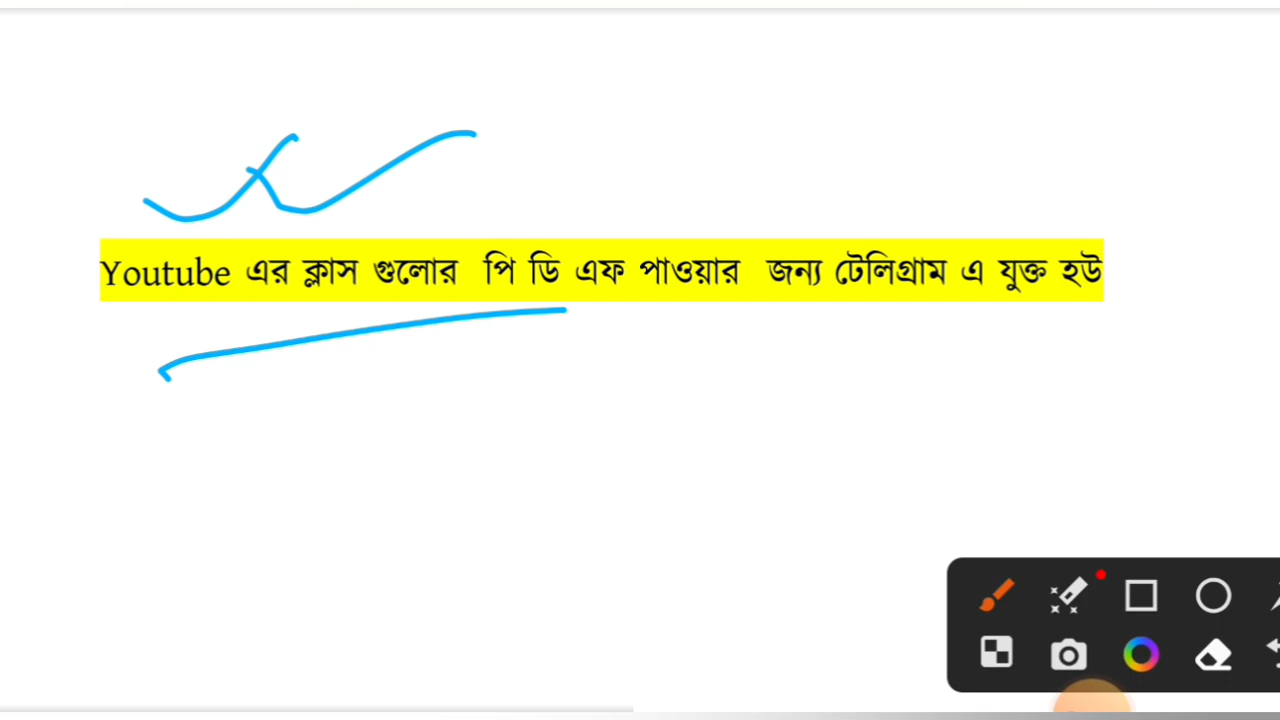 Youtube এর ক্লাস গুলোর পি ডি এফ পাওয়ার জন্য টেলিগ্রাম এ যুক্ত হউ